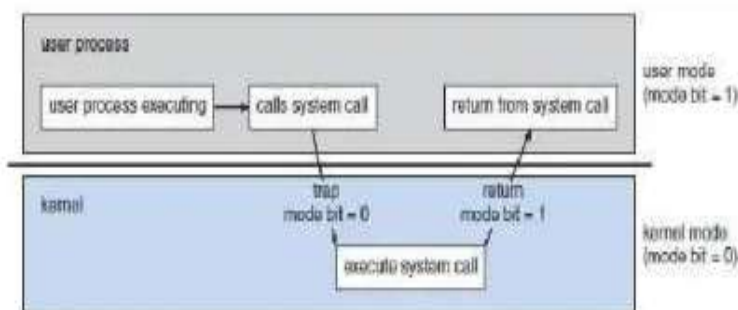 user process
user process executing
calls system call
return from system call
user mode
(mode bit = 1)
kernel
trap
mode bit = 0
return
mode bit = 1
execute system call
kernel mode
(mode bit = 0)